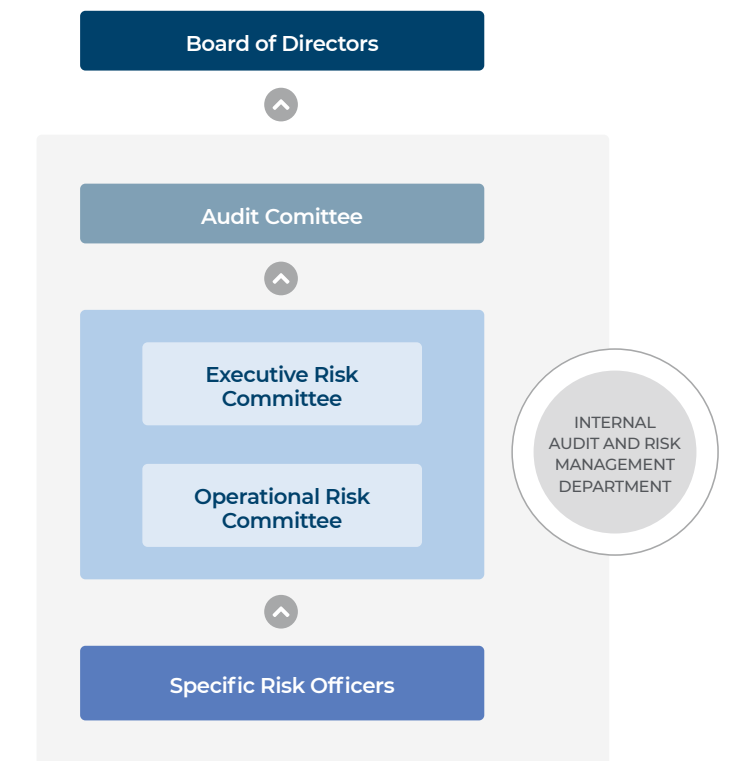 Board of Directors
Audit Comittee
Executive Risk
Committee
Operational Risk
Committee
INTERNAL
AUDIT AND RISK
MANAGEMENT
DEPARTMENT
Specific Risk Officers